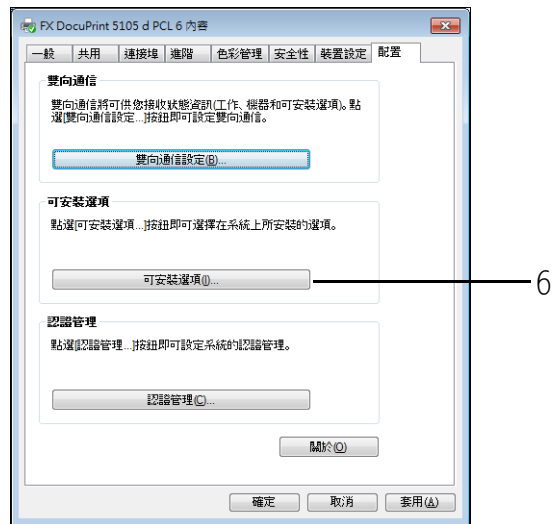 FX DocuPrint 5105 d PCL 6 內容
一般 共用 連接埠 進階 色彩管理 安全性 裝置設定 配置
雙向通信
雙向通信將可供您接收狀態資訊(工作、機器和可安裝選項)。點
選[雙向通信設定...]按鈕即可設定雙向通信。
雙向通信設定(B)...
可安裝選項
點選[可安裝選項...]按鈕即可選擇在系統上所安裝的選項。
可安裝選項(I)...
6
認證管理
點選[認證管理...]按鈕即可設定系統的認證管理。
認證管理(C)...
關於(O)
確定 取消 套用(A)